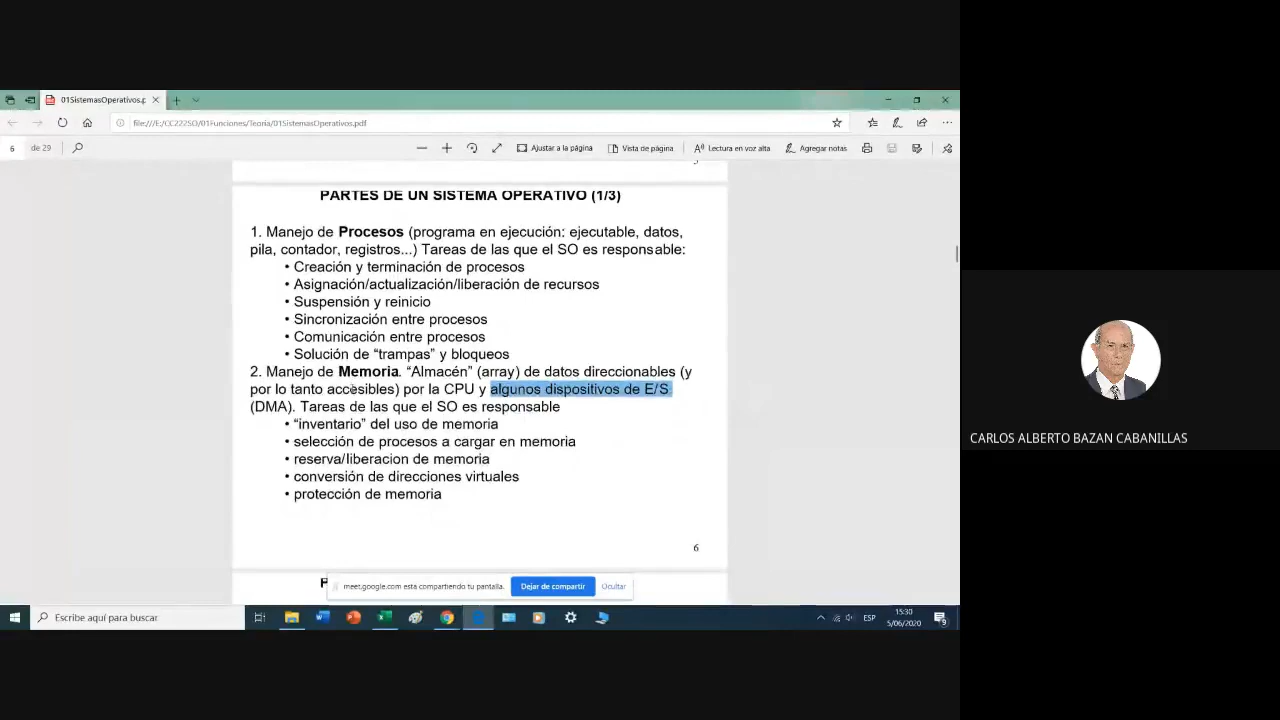 01SistemasOperativos.p
file:///E:/CC222SO/01Funciones/Teoria/01SistemasOperativos.pdf
6 de 29
Ajustar a la página
Vista de página
Lectura en voz alta
Agregar notas
5
PARTES DE UN SISTEMA OPERATIVO (1/3)
1. Manejo de Procesos (programa en ejecución: ejecutable, datos,
pila, contador, registros...) Tareas de las que el SO es responsable:
• Creación y terminación de procesos
• Asignación/actualización/liberación de recursos
• Suspensión y reinicio
• Sincronización entre procesos
• Comunicación entre procesos
• Solución de “trampas” y bloqueos
2. Manejo de Memoria. “Almacén” (array) de datos direccionables (y
por lo tanto accesibles) por la CPU y algunos dispositivos de E/S
(DMA). Tareas de las que el SO es responsable
• “inventario” del uso de memoria
• selección de procesos a cargar en memoria
• reserva/liberacion de memoria
• conversión de direcciones virtuales
• protección de memoria
6
meet.google.com esta compartiendo tu pantalla.
Dejar de compartir
Ocultar
Escribe aquí para buscar
ESP
15:30
5/06/2020
CARLOS ALBERTO BAZAN CABANILLAS